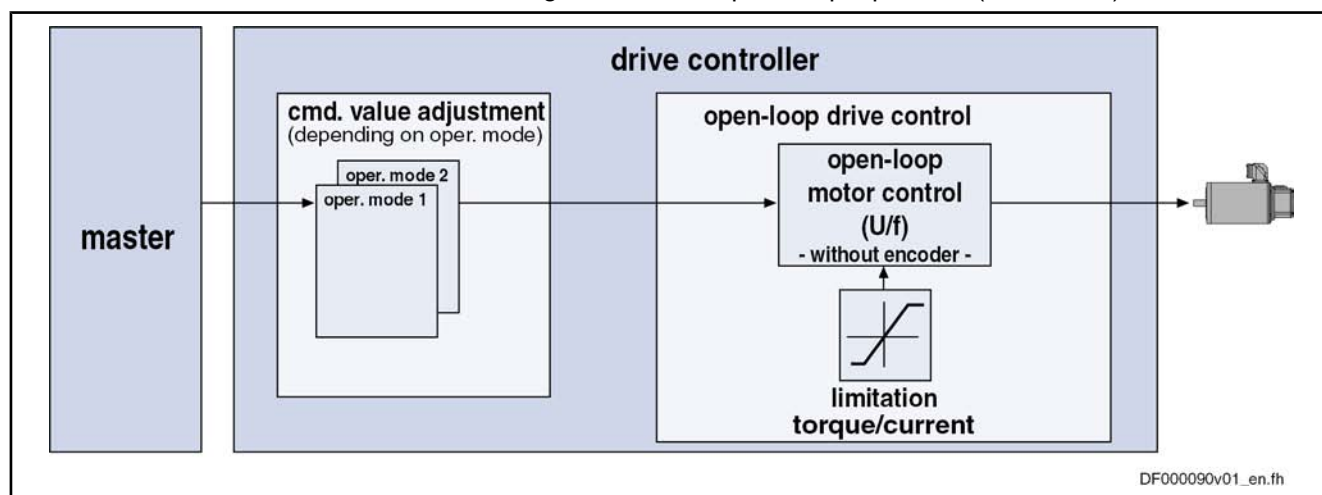 master
drive controller
cmd. value adjustment
(depending on oper. mode)
oper. mode 2
oper. mode 1
open-loop drive control
open-loop
motor control
(U/f)
- without encoder -
limitation
torque/current
DF000090v01_en.fh